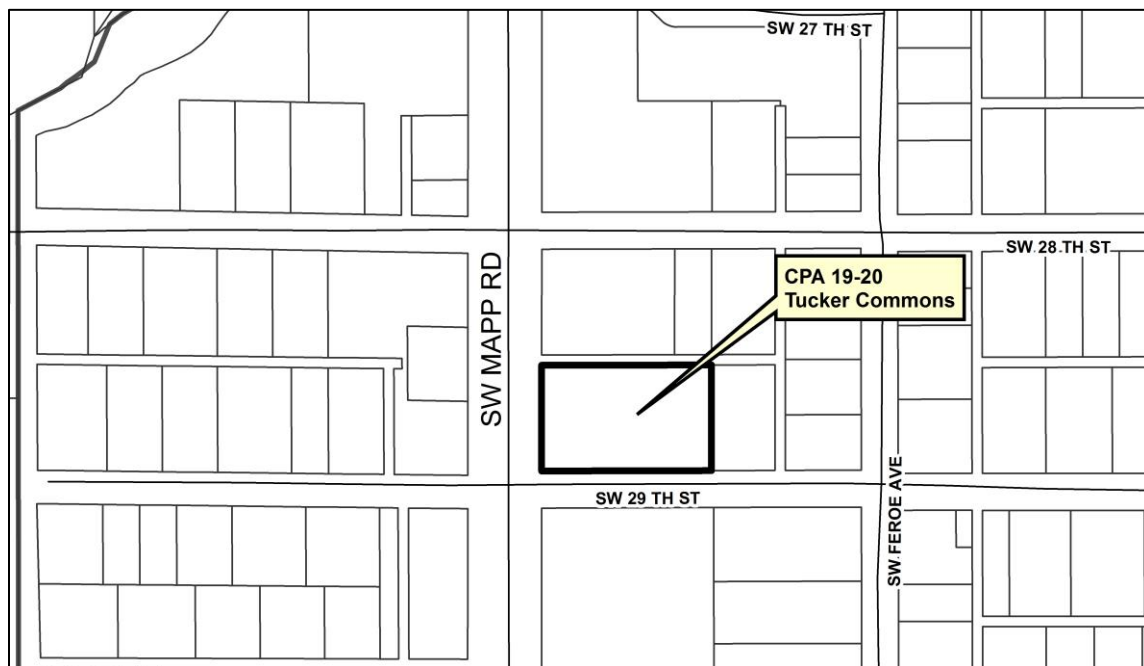 SW 27 TH ST
SW 28 TH ST
CPA 19-20
Tucker Commons
SW MAPP RD
SW 29 TH ST
SW FEROE AVE